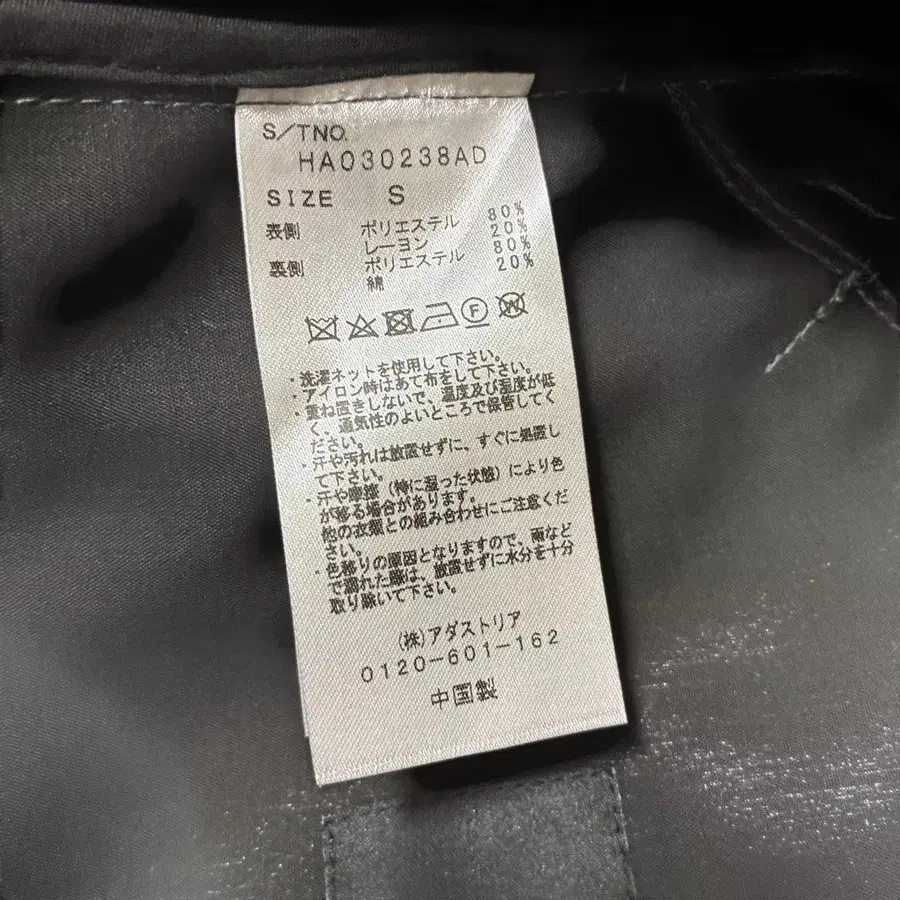 S/TNO.
HA030238AD
SIZE S
表側 ポリエステル 80%
レーヨン 20%
裏側 ポリエステル 80%
綿 20%
F W
・洗濯ネットを使用して下さい。
・アイロン時はあて布をして下さい。
・重ね置きしないで、温度及び湿度が低
く、通気性のよいところで保管してく
ださい。
・汗や汚れは放置せずに、すぐに処置し
て下さい。
・汗や摩擦（特に湿った状態）により色
が移る場合があります。
他の衣類との組み合わせにご注意くだ
さい。
・色移りの原因となりますので、雨など
で濡れた際は、放置せずに水分を十分
取り除いて下さい。
(株)アダストリア
0120-601-162
中国製